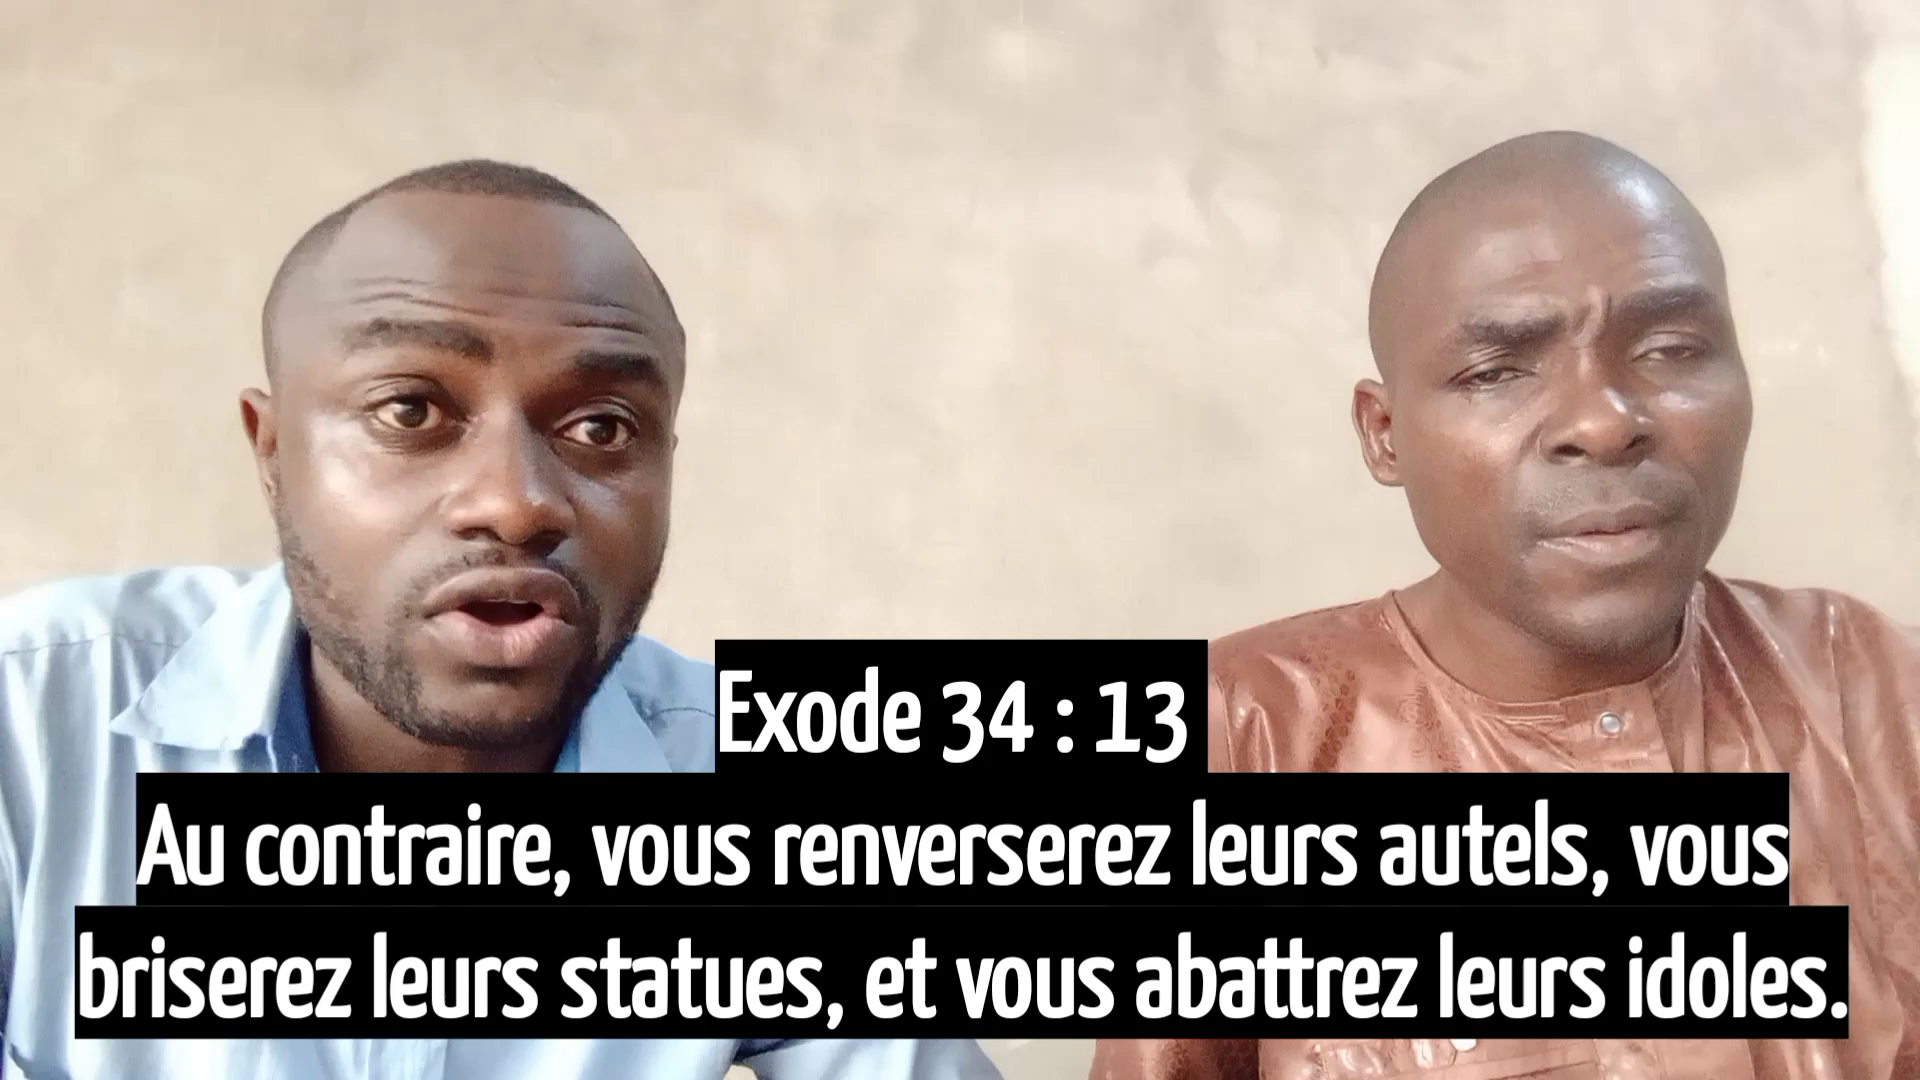 Exode 34 : 13
Au contraire, vous renverserez leurs autels, vous
briserez leurs statues, et vous abattrez leurs idoles.